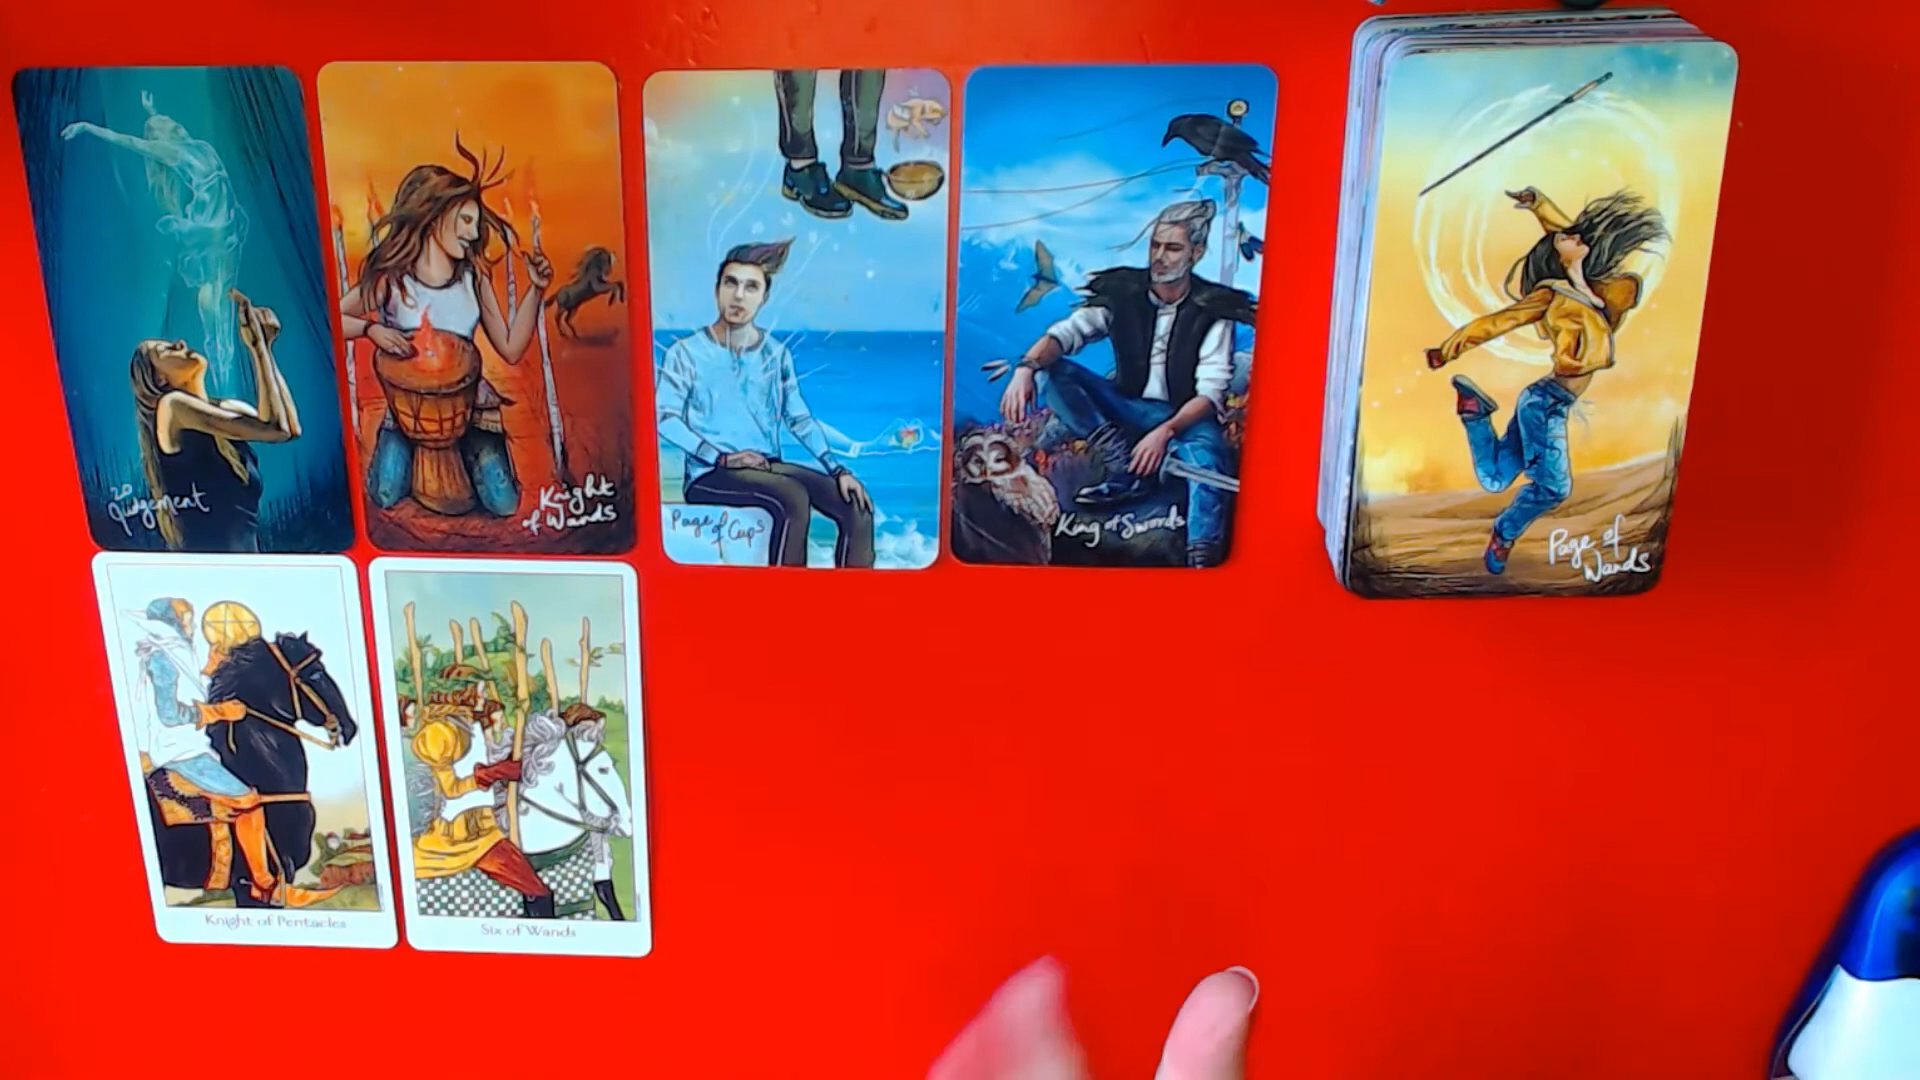 20
Judgement
Knight
of Wands
Page of
Cups
King of Swords
Page of
Wands
Knight of Pentacles
Six of Wands